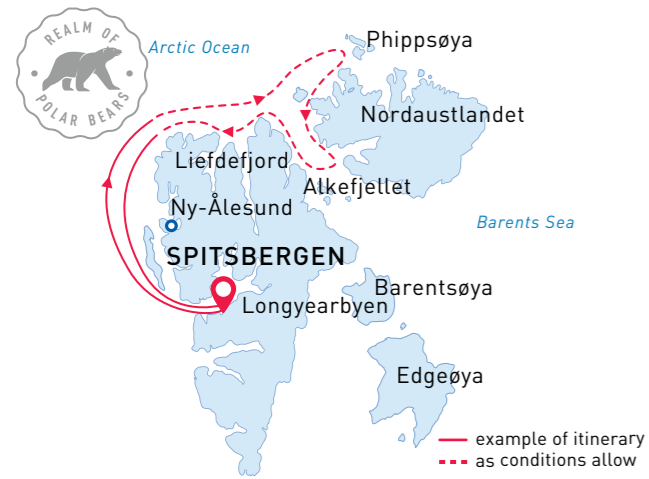 REALM OF
POLAR BEARS
Arctic Ocean
Phippsøya
Nordaustlandet
Liefdefjord
Alkefjellet
Ny-Ålesund
Barents Sea
SPITSBERGEN
Barentsøya
Longyearbyen
Edgeøya
example of itinerary
as conditions allow